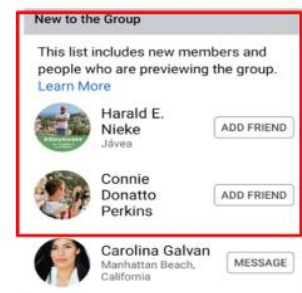 New to the Group
This list includes new members and
people who are previewing the group.
Learn More
Harald E.
Nieke
Jávea
ADD FRIEND
Connie
Donatto
Perkins
ADD FRIEND
Carolina Galvan
Manhattan Beach,
California
MESSAGE